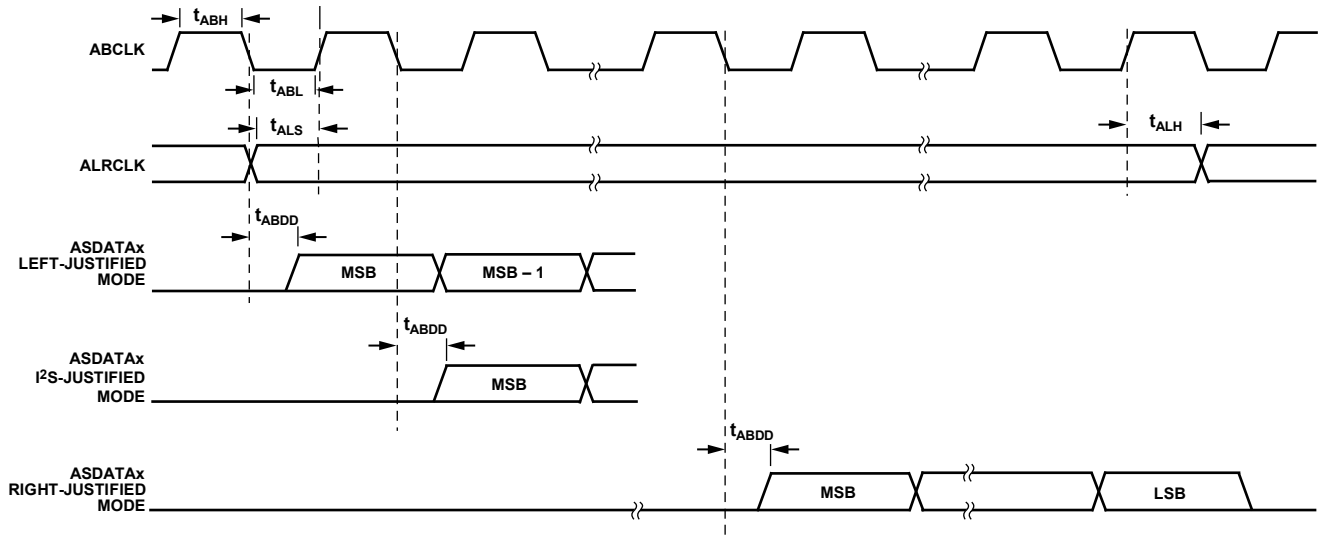 tABH
ABCLK
tABL
tALS
tALH
ALRCLK
tABDD
ASDATAx
LEFT-JUSTIFIED
MODE
MSB
MSB – 1
tABDD
ASDATAx
I²S-JUSTIFIED
MODE
MSB
tABDD
ASDATAx
RIGHT-JUSTIFIED
MODE
MSB
LSB